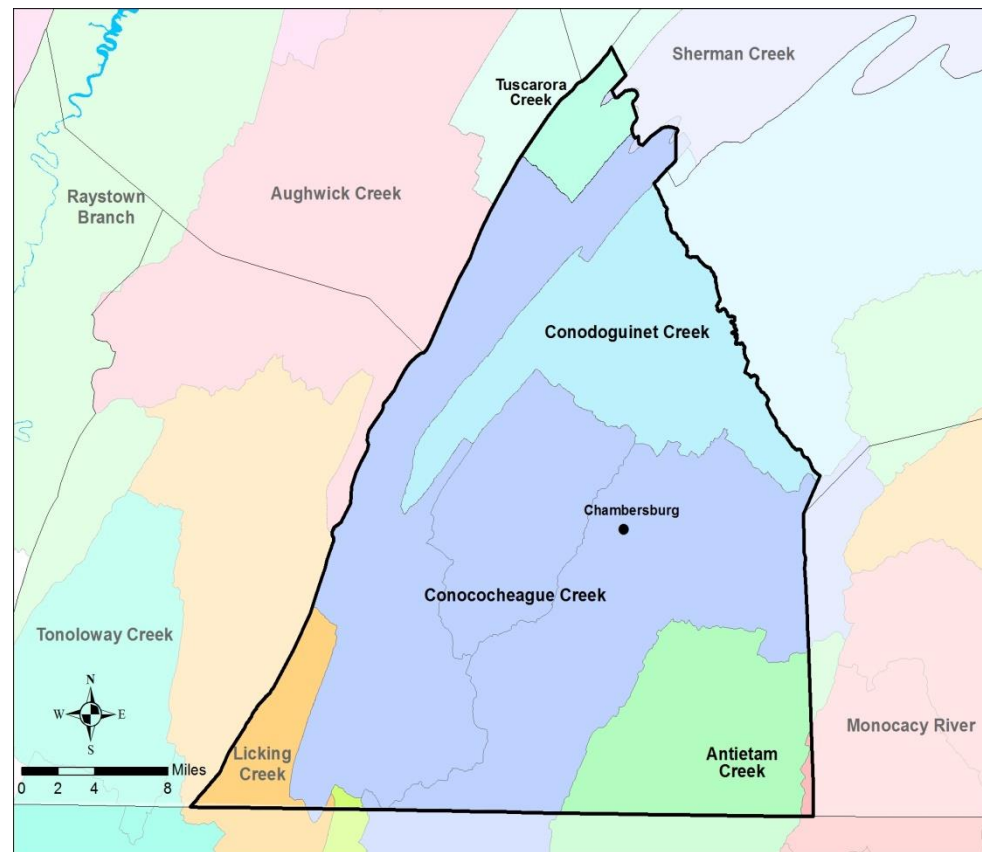 Sherman Creek
Tuscarora
Creek
Aughwick Creek
Raystown
Branch
Conodoguinet Creek
Chambersburg
Conococheague Creek
Tonoloway Creek
N
W E
S
Licking
Creek
Monocacy River
Antietam
Creek
Miles
0 2 4 8